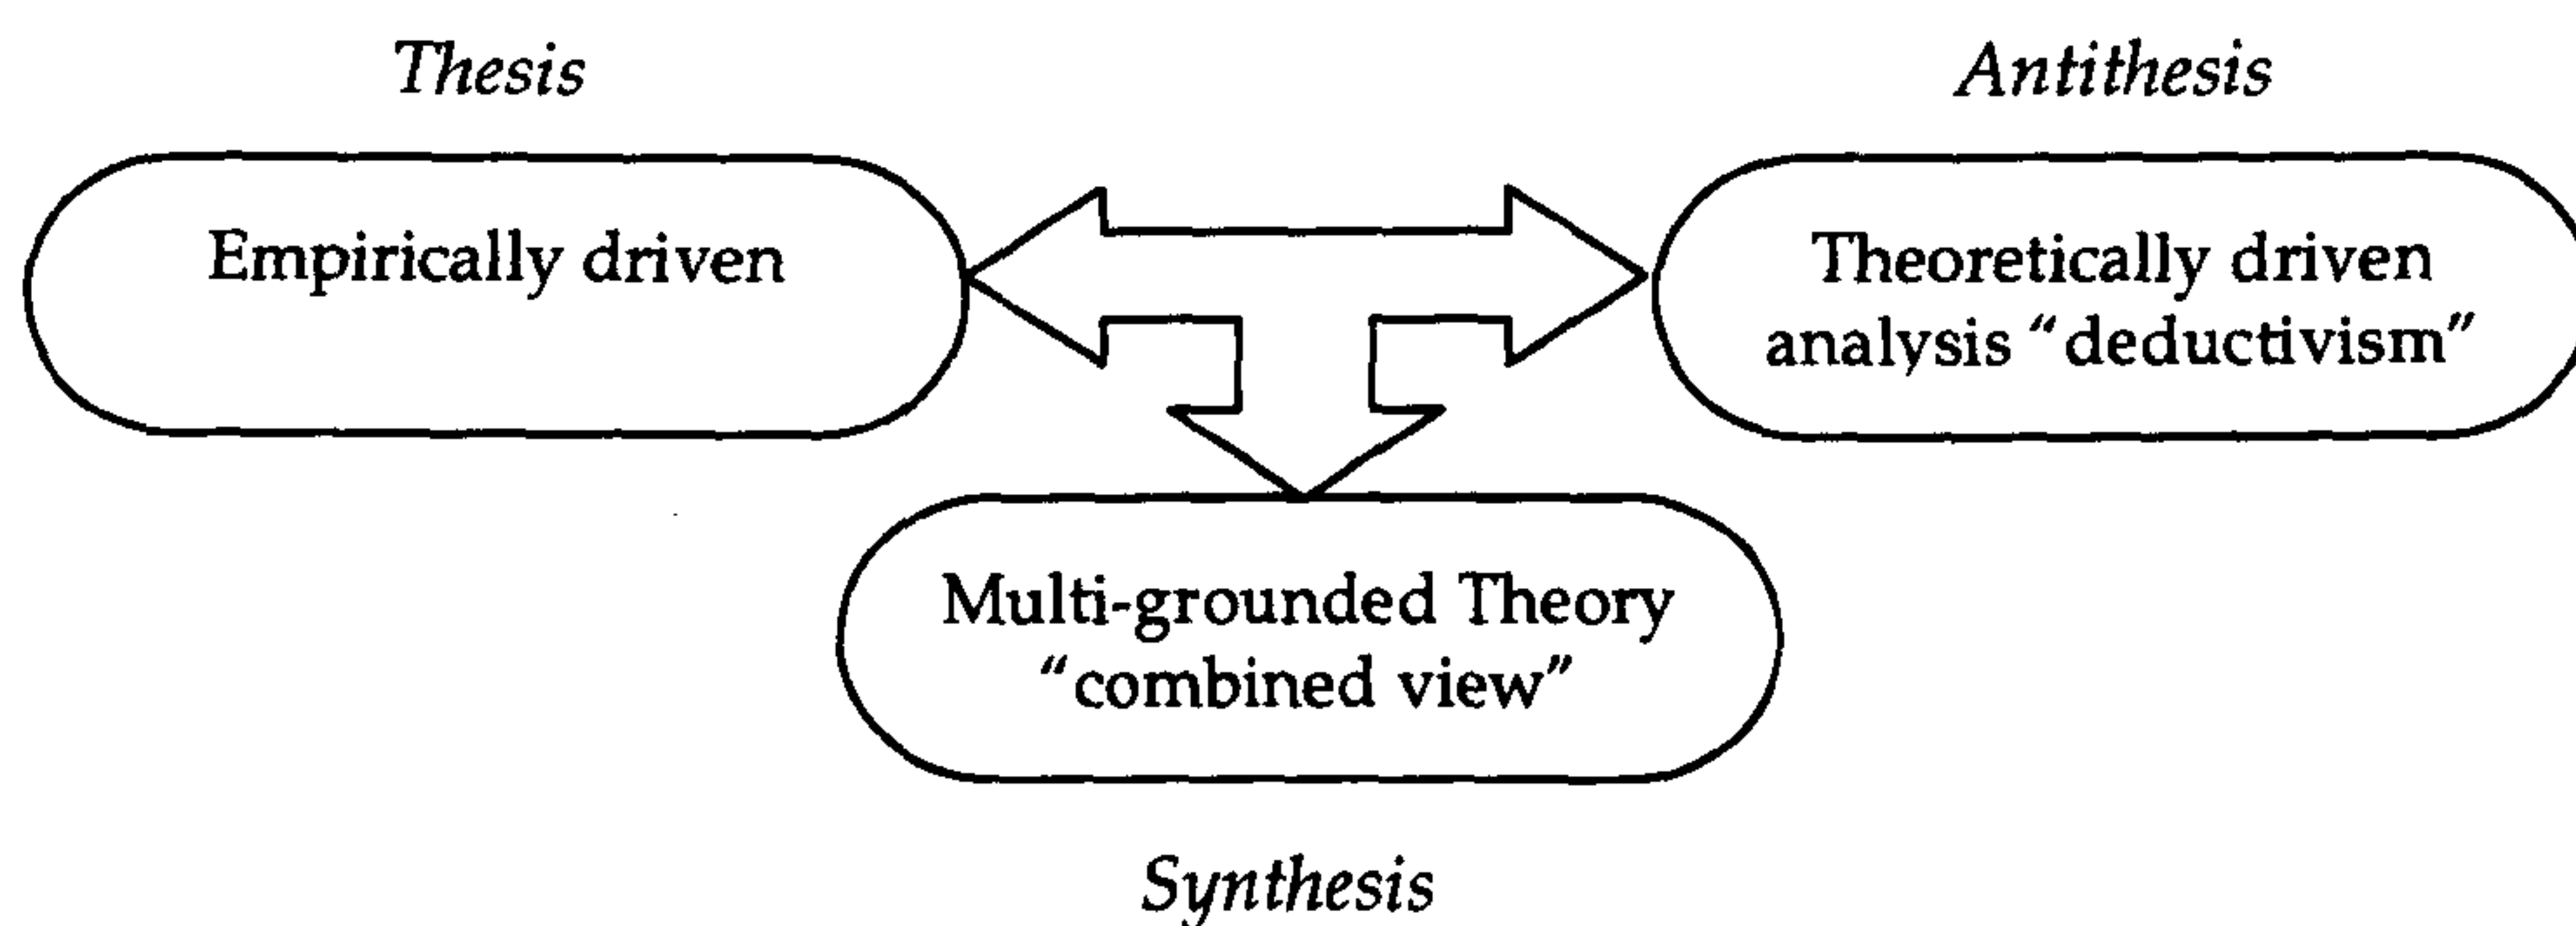 Thesis
Antithesis
Empirically driven
Theoretically driven
analysis “deductivism”
Multi-grounded Theory
“combined view”
Synthesis